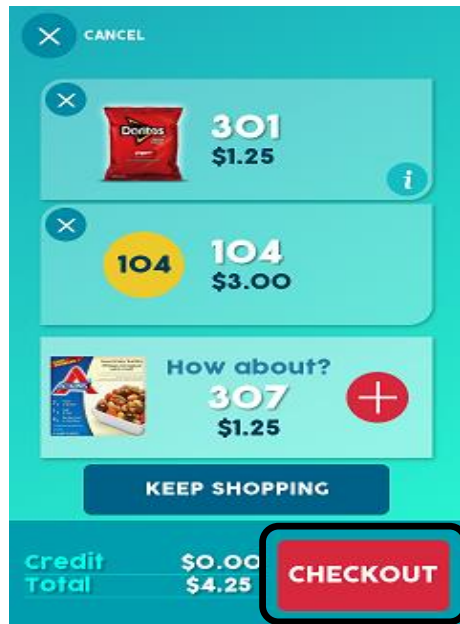 CANCEL
Doritos
301
$1.25
i
104
104
$3.00
ATKINS
How about?
307
$1.25
KEEP SHOPPING
Credit $0.00
Total $4.25
CHECKOUT